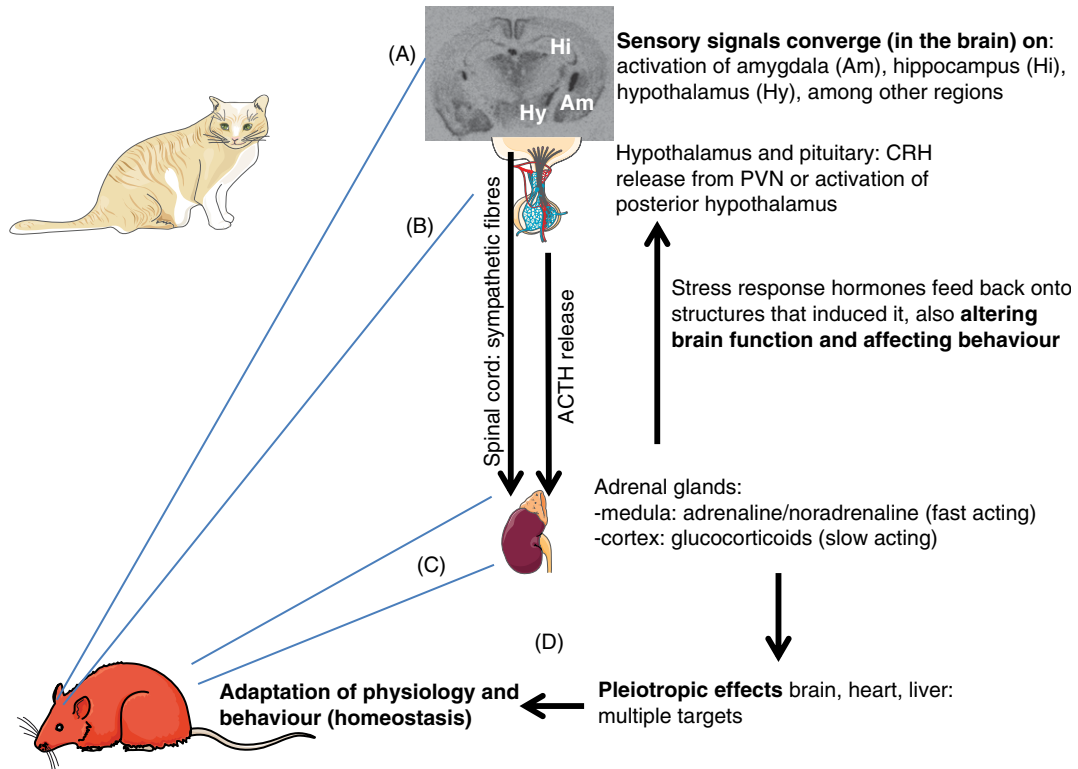 (A)
Hi
Hy
Am
Sensory signals converge (in the brain) on:
activation of amygdala (Am), hippocampus (Hi),
hypothalamus (Hy), among other regions
Hypothalamus and pituitary: CRH
release from PVN or activation of
posterior hypothalamus
(B)
Spinal cord: sympathetic fibres
ACTH release
Stress response hormones feed back onto
structures that induced it, also altering
brain function and affecting behaviour
Adrenal glands:
-medula: adrenaline/noradrenaline (fast acting)
-cortex: glucocorticoids (slow acting)
(C)
(D)
Adaptation of physiology and
behaviour (homeostasis)
Pleiotropic effects brain, heart, liver:
multiple targets